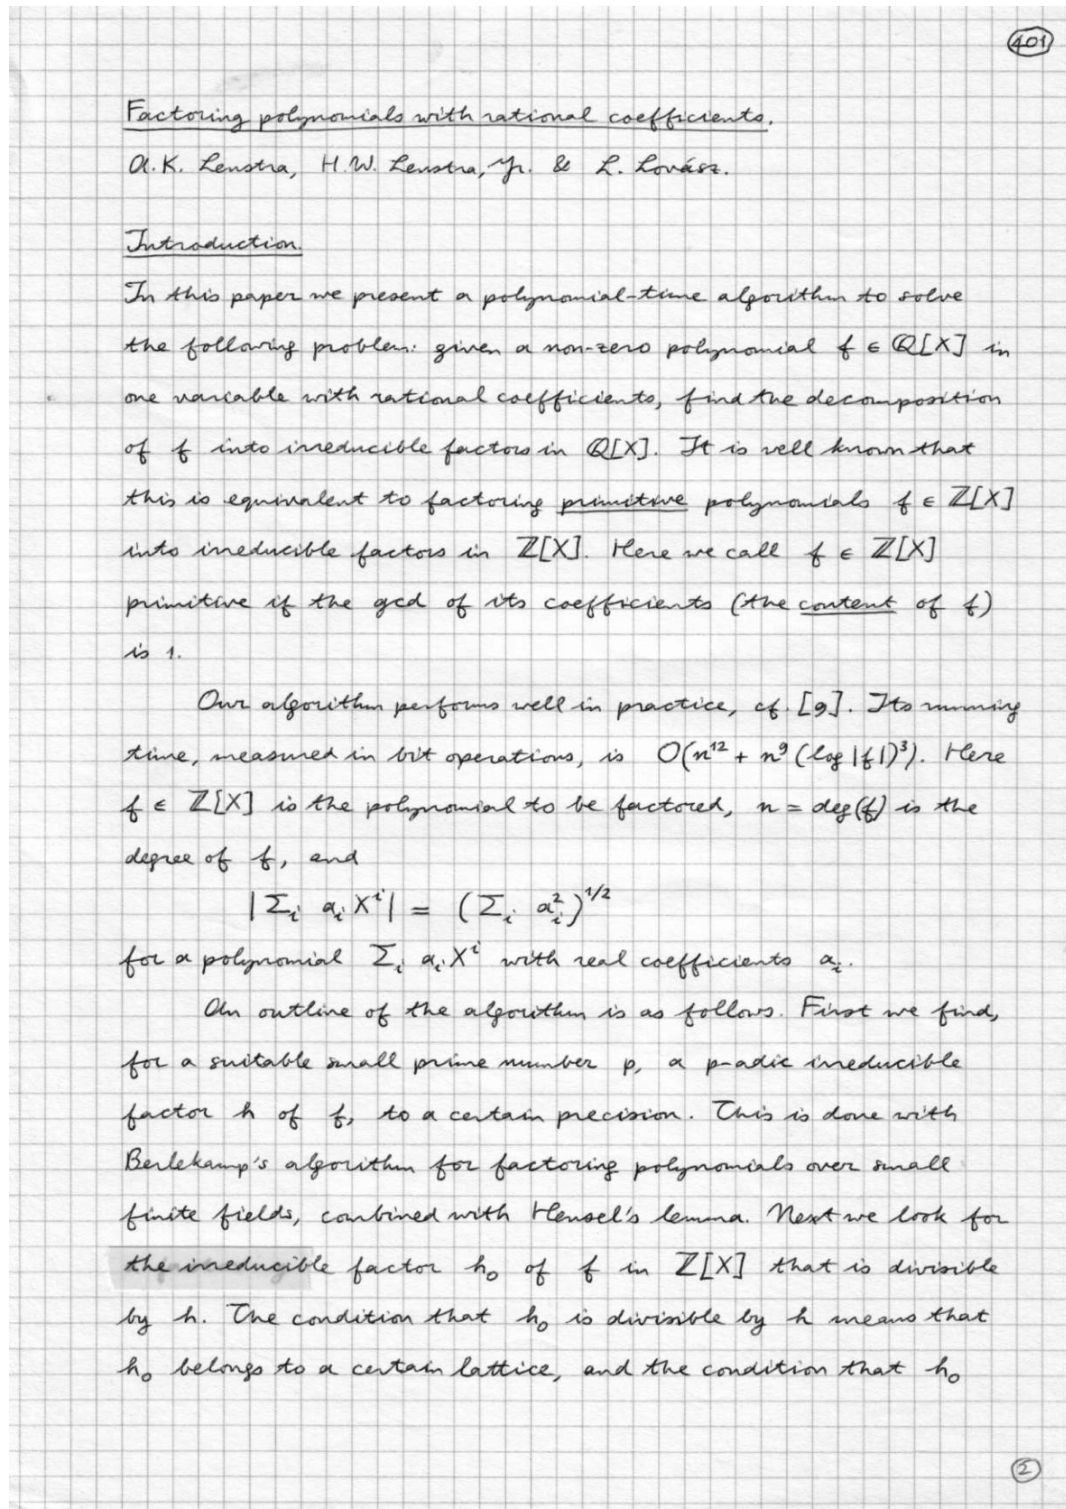 401
Factoring polynomials with rational coefficients.
A.K. Lenstra, H.W. Lenstra, Jr. & L. Lovász.
Introduction.
In this paper we present a polynomial-time algorithm to solve
the following problem: given a non-zero polynomial f ∈ ℚ[X] in
one variable with rational coefficients, find the decomposition
of f into irreducible factors in ℚ[X]. It is well known that
this is equivalent to factoring primitive polynomials f ∈ ℤ[X]
into irreducible factors in ℤ[X]. Here we call f ∈ ℤ[X]
primitive if the gcd of its coefficients (the content of f)
is 1.
Our algorithm performs well in practice, cf. [9]. Its running
time, measured in bit operations, is O(n¹² + n⁹ (log |f|)³). Here
f ∈ ℤ[X] is the polynomial to be factored, n = deg(f) is the
degree of f, and
|Σᵢ aᵢ Xⁱ| = (Σᵢ aᵢ²)^{1/2}
for a polynomial Σᵢ aᵢ Xⁱ with real coefficients aᵢ.
An outline of the algorithm is as follows. First we find,
for a suitable small prime number p, a p-adic irreducible
factor h of f, to a certain precision. This is done with
Berlekamp's algorithm for factoring polynomials over small
finite fields, combined with Hensel's lemma. Next we look for
the irreducible factor h₀ of f in ℤ[X] that is divisible
by h. The condition that h₀ is divisible by h means that
h₀ belongs to a certain lattice, and the condition that h₀
2